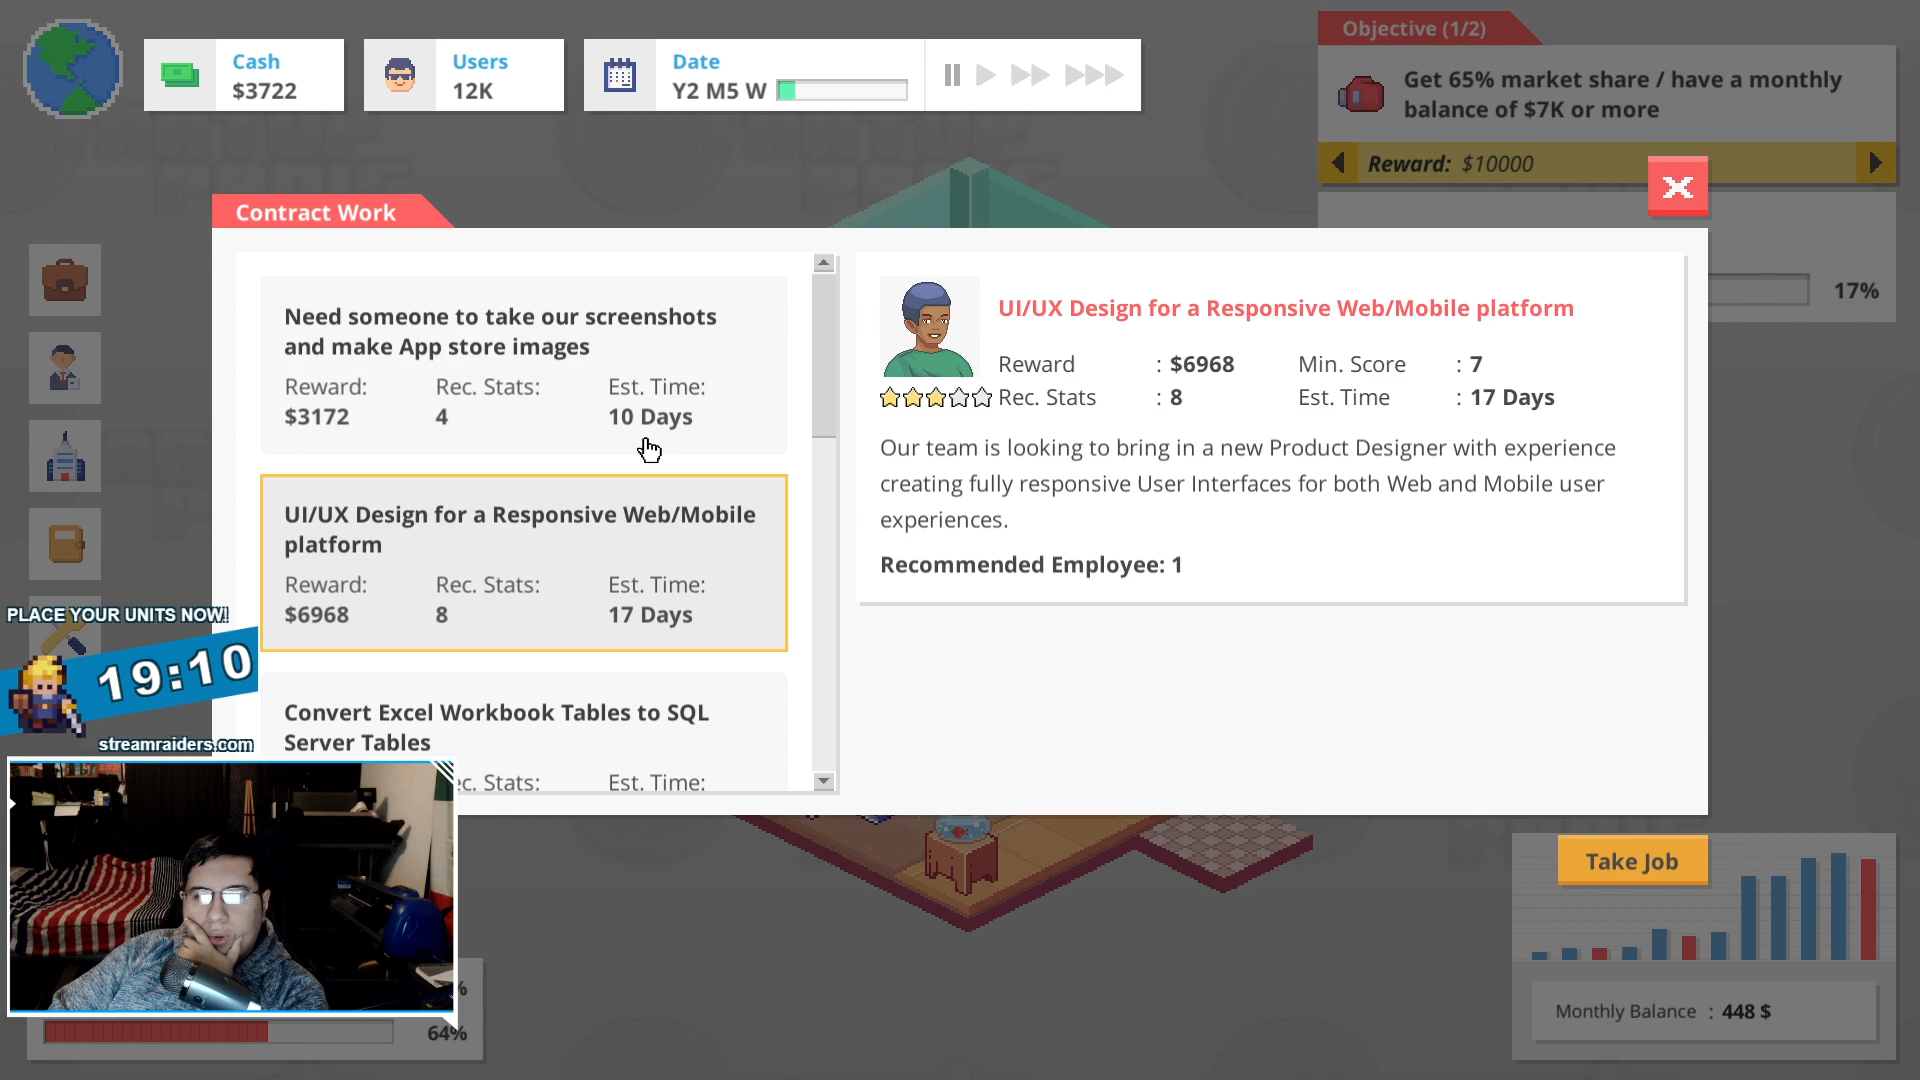 Cash
$3722
Users
12K
Date
Y2 M5 W
Objective (1/2)
Get 65% market share / have a monthly
balance of $7K or more
Reward: $10000
17%
Contract Work
Need someone to take our screenshots
and make App store images
Reward: Rec. Stats: Est. Time:
$3172 4 10 Days
UI/UX Design for a Responsive Web/Mobile
platform
Reward: Rec. Stats: Est. Time:
$6968 8 17 Days
Convert Excel Workbook Tables to SQL
Server Tables
ec. Stats: Est. Time:
UI/UX Design for a Responsive Web/Mobile platform
Reward : $6968 Min. Score : 7
Rec. Stats : 8 Est. Time : 17 Days
Our team is looking to bring in a new Product Designer with experience
creating fully responsive User Interfaces for both Web and Mobile user
experiences.
Recommended Employee: 1
PLACE YOUR UNITS NOW!
19:10
streamraiders.com
%
64%
Take Job
Monthly Balance : 448 $